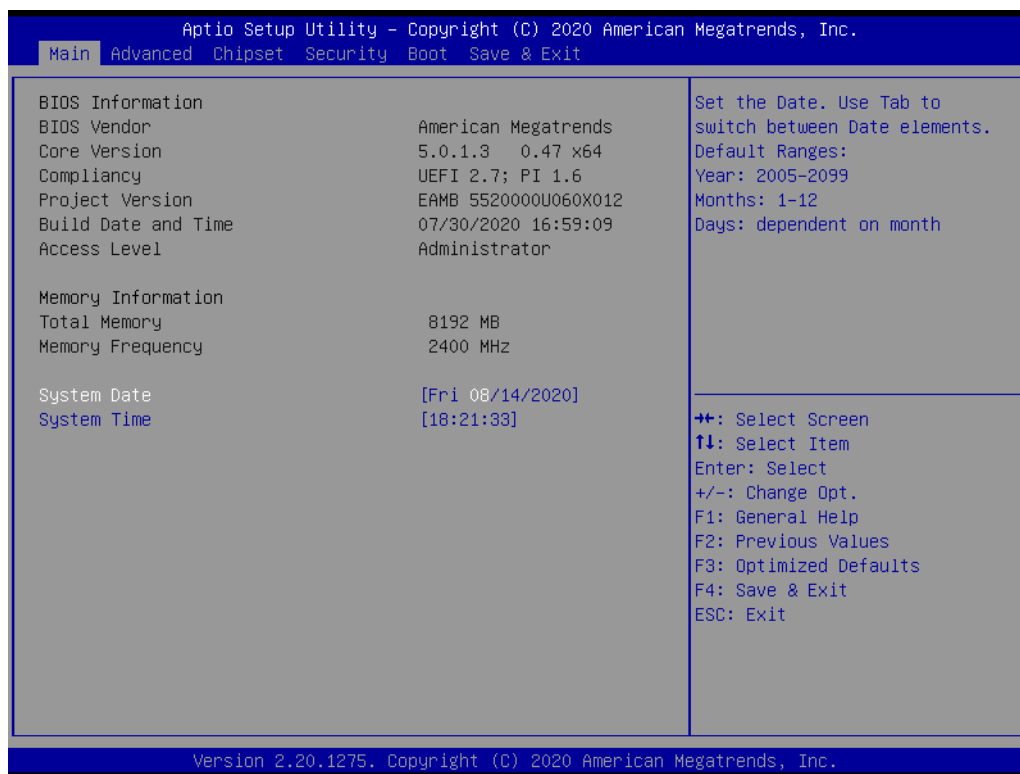 Aptio Setup Utility – Copyright (C) 2020 American Megatrends, Inc.
Main Advanced Chipset Security Boot Save & Exit
BIOS Information
BIOS Vendor American Megatrends
Core Version 5.0.1.3 0.47 x64
Compliancy UEFI 2.7; PI 1.6
Project Version EAMB 5520000U060X012
Build Date and Time 07/30/2020 16:59:09
Access Level Administrator
Memory Information
Total Memory 8192 MB
Memory Frequency 2400 MHz
System Date [Fri 08/14/2020]
System Time [18:21:33]
Set the Date. Use Tab to
switch between Date elements.
Default Ranges:
Year: 2005-2099
Months: 1-12
Days: dependent on month
→←: Select Screen
↑↓: Select Item
Enter: Select
+/-: Change Opt.
F1: General Help
F2: Previous Values
F3: Optimized Defaults
F4: Save & Exit
ESC: Exit
Version 2.20.1275. Copyright (C) 2020 American Megatrends, Inc.